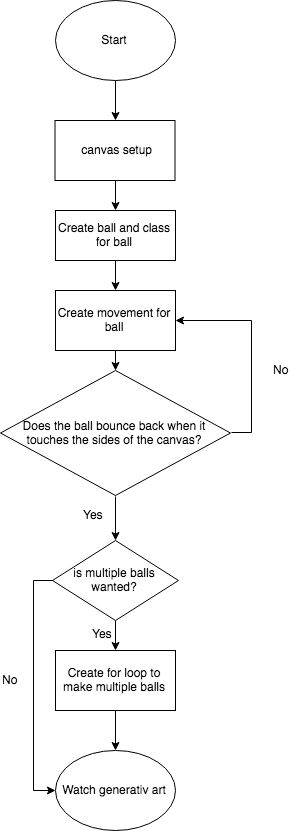 Start
canvas setup
Create ball and class
for ball
Create movement for
ball
No
Does the ball bounce back when it
touches the sides of the canvas?
Yes
is multiple balls
wanted?
Yes
Create for loop to
make multiple balls
No
Watch generativ art